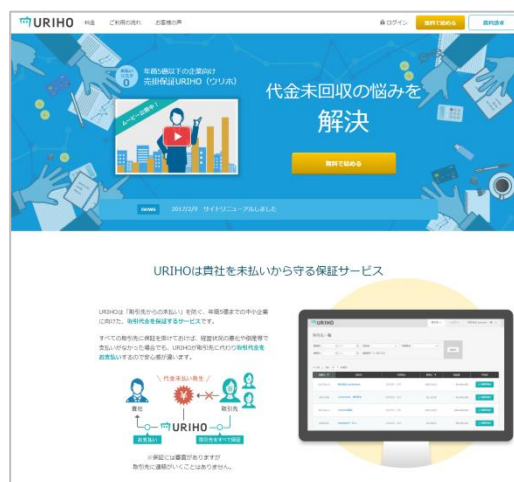 URIHO
料金 ご利用の流れ お客様の声
ログイン 無料で始める 資料請求
年商5億以下の企業向け
売掛保証URIHO（ウリホ）
ムービー公開中！
代金未回収の悩みを
解決
無料で始める
news 2017/2/9 サイトリニューアルしました
URIHOは貴社を未払いから守る保証サービス
URIHOは「取引先からの未払い」を防ぐ、年商5億までの中小企業
に向けた、取引代金を保証するサービスです。
すべての取引先に保証を掛けておけば、経営状況の悪化や倒産等で
支払いがなかった場合でも、URIHOが取引先に代わり取引代金を
お支払いするので安心感が違います。
代金未払い発生
貴社
取引先
URIHO
お支払い
取引先をすべて保証
※保証には審査がありますが
取引先に連絡がいくことはありません。
URIHO
取引先一覧